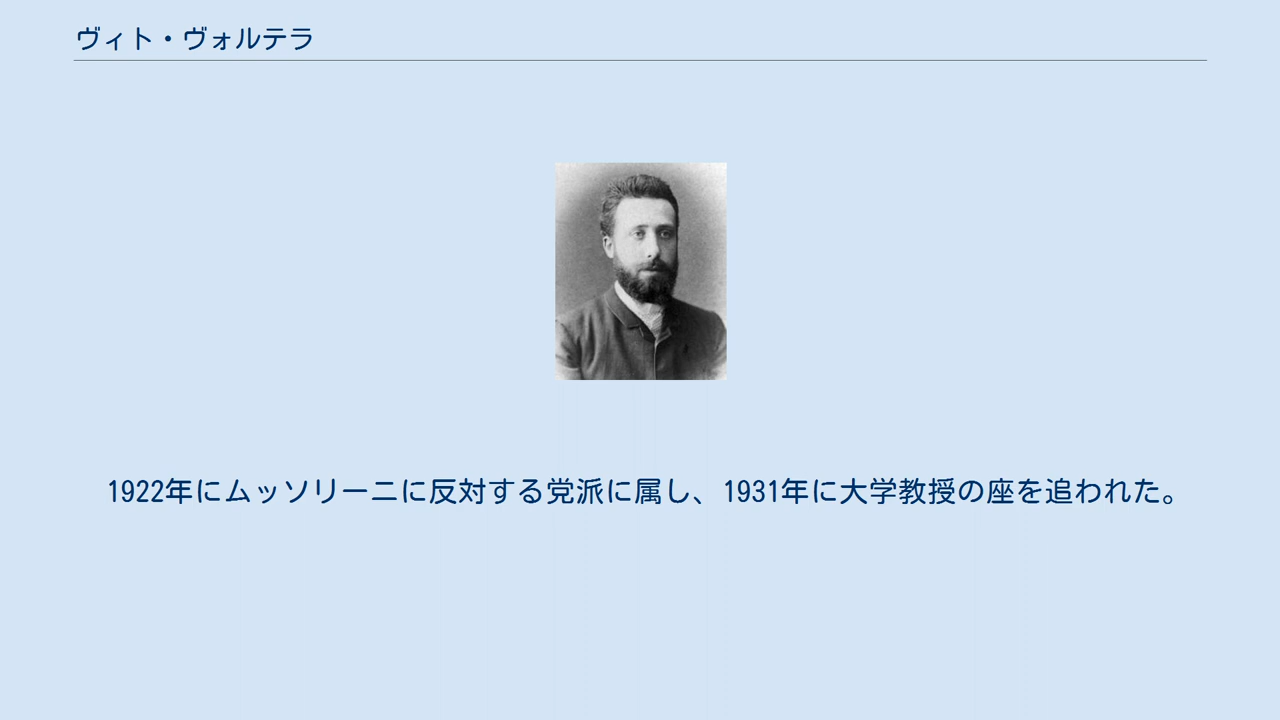 ヴィト・ヴォルテラ
1922年にムッソリーニに反対する党派に属し、1931年に大学教授の座を追われた。